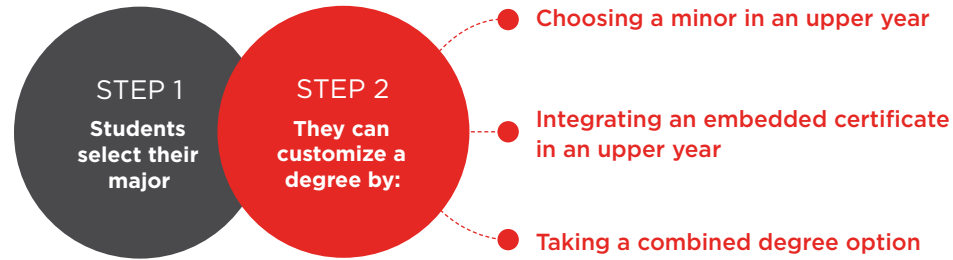 STEP 1
Students
select their
major
STEP 2
They can
customize a
degree by:
Choosing a minor in an upper year
Integrating an embedded certificate
in an upper year
Taking a combined degree option